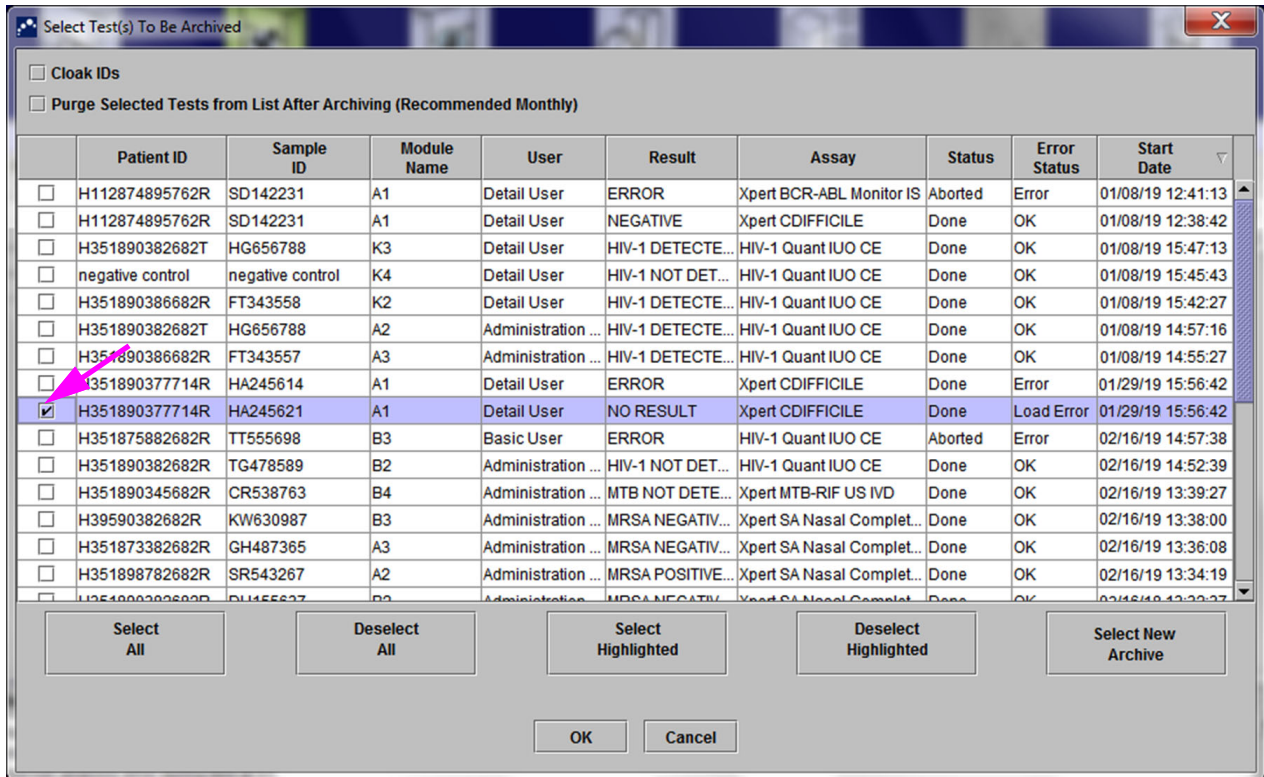 Select Test(s) To Be Archived
Cloak IDs
Purge Selected Tests from List After Archiving (Recommended Monthly)
Patient ID Sample ID Module Name User Result Assay Status Error Status Start Date
H112874895762R SD142231 A1 Detail User ERROR Xpert BCR-ABL Monitor IS Aborted Error 01/08/19 12:41:13
H112874895762R SD142231 A1 Detail User NEGATIVE Xpert CDIFFICILE Done OK 01/08/19 12:38:42
H351890382682T HG656788 K3 Detail User HIV-1 DETECTE... HIV-1 Quant IUO CE Done OK 01/08/19 15:47:13
negative control negative control K4 Detail User HIV-1 NOT DET... HIV-1 Quant IUO CE Done OK 01/08/19 15:45:43
H351890386682R FT343558 K2 Detail User HIV-1 DETECTE... HIV-1 Quant IUO CE Done OK 01/08/19 15:42:27
H351890382682T HG656788 A2 Administration ... HIV-1 DETECTE... HIV-1 Quant IUO CE Done OK 01/08/19 14:57:16
H351890386682R FT343557 A3 Administration ... HIV-1 DETECTE... HIV-1 Quant IUO CE Done OK 01/08/19 14:55:27
H351890377714R HA245614 A1 Detail User ERROR Xpert CDIFFICILE Done Error 01/29/19 15:56:42
H351890377714R HA245621 A1 Detail User NO RESULT Xpert CDIFFICILE Done Load Error 01/29/19 15:56:42
H351875882682R TT555698 B3 Basic User ERROR HIV-1 Quant IUO CE Aborted Error 02/16/19 14:57:38
H351890382682R TG478589 B2 Administration ... HIV-1 NOT DET... HIV-1 Quant IUO CE Done OK 02/16/19 14:52:39
H351890345682R CR538763 B4 Administration ... MTB NOT DETE... Xpert MTB-RIF US IVD Done OK 02/16/19 13:39:27
H39590382682R KW630987 B3 Administration ... MRSA NEGATIV... Xpert SA Nasal Complet... Done OK 02/16/19 13:38:00
H351873382682R GH487365 A3 Administration ... MRSA NEGATIV... Xpert SA Nasal Complet... Done OK 02/16/19 13:36:08
H351898782682R SR543267 A2 Administration ... MRSA POSITIVE... Xpert SA Nasal Complet... Done OK 02/16/19 13:34:19
Select All Deselect All Select Highlighted Deselect Highlighted Select New Archive
OK Cancel